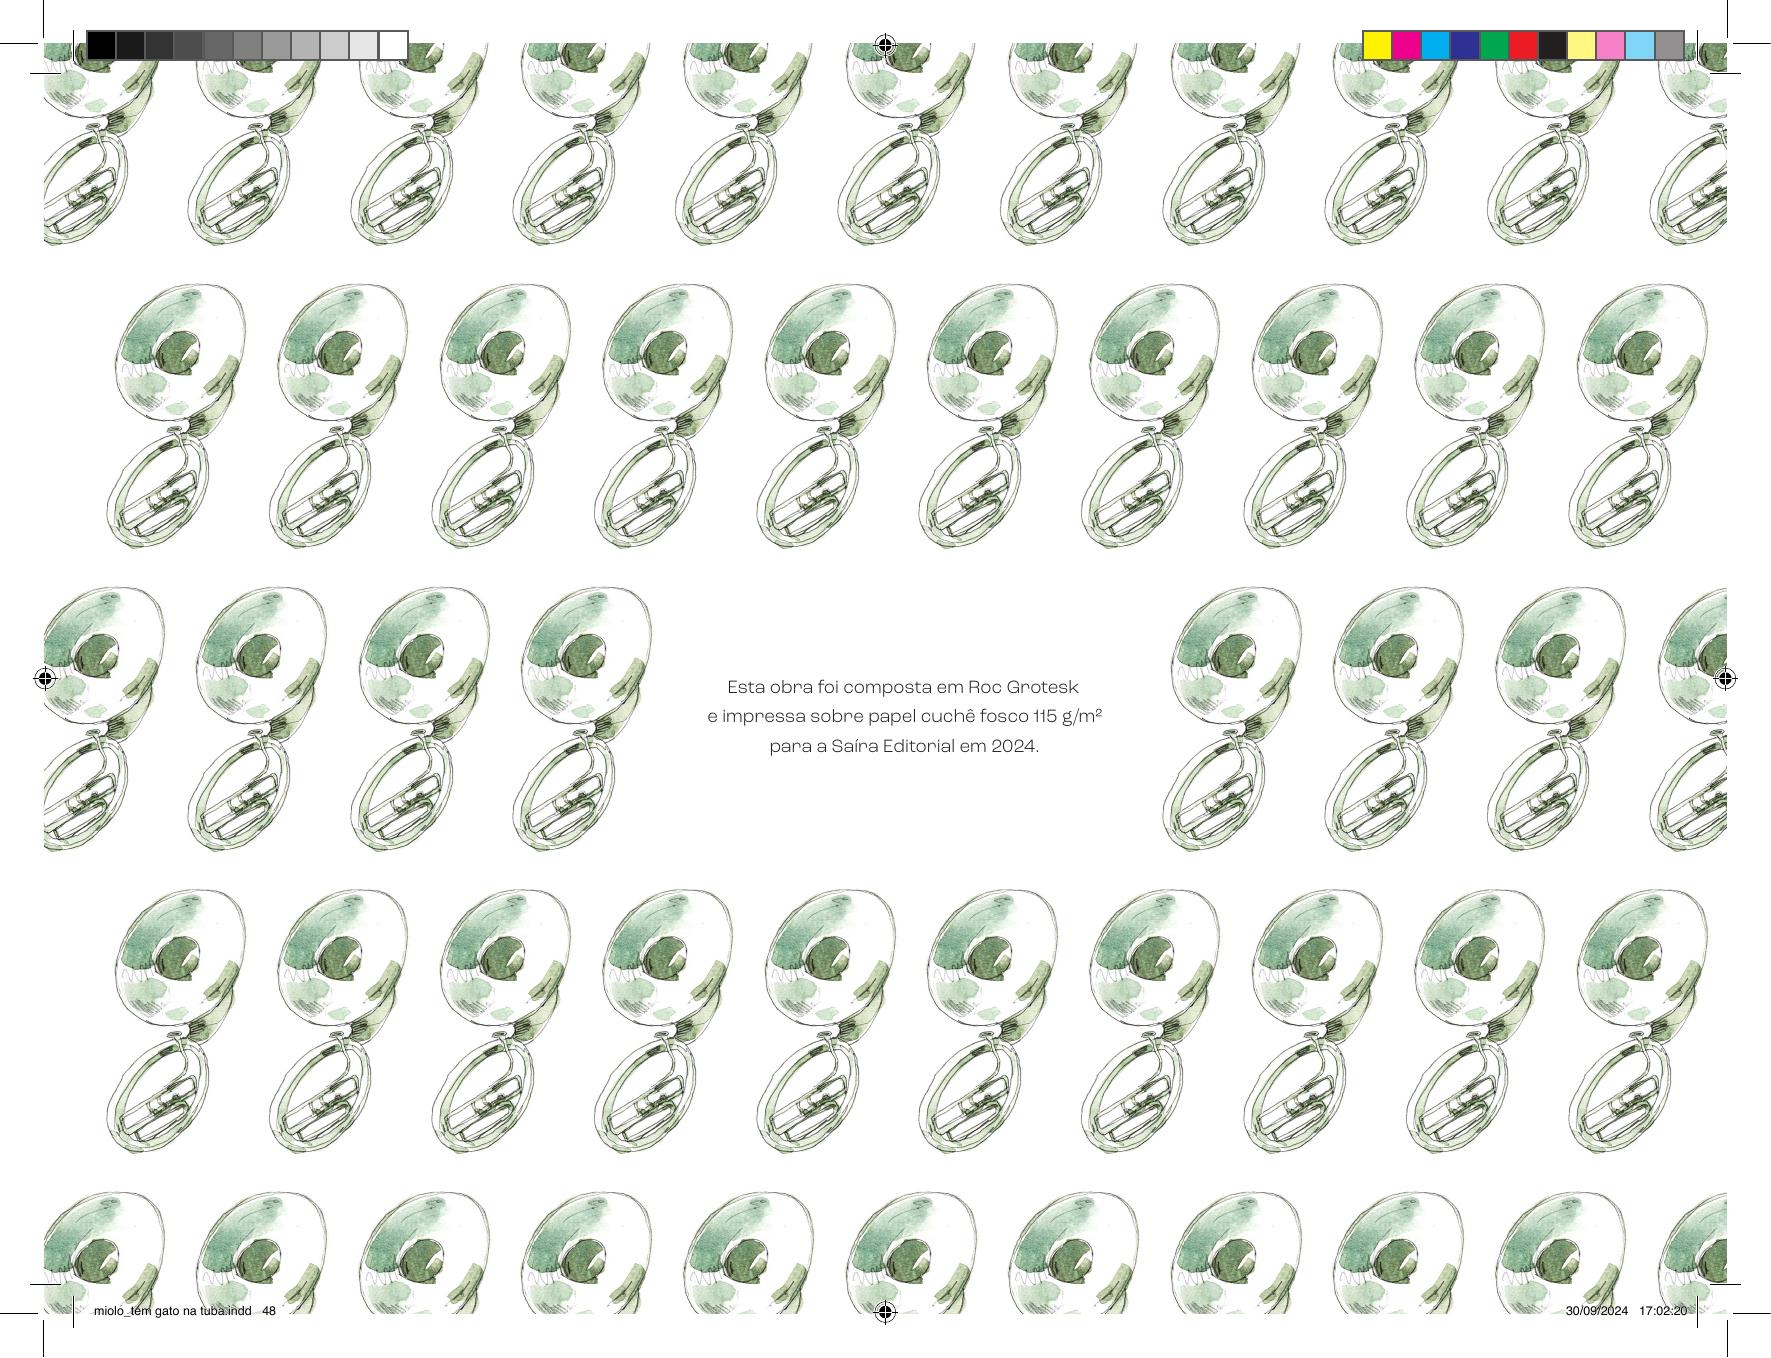 Esta obra foi composta em Roc Grotesk
e impressa sobre papel cuchê fosco 115 g/m²
para a Saíra Editorial em 2024.
miolo_tem gato na tuba.indd   48
30/09/2024   17:02:20